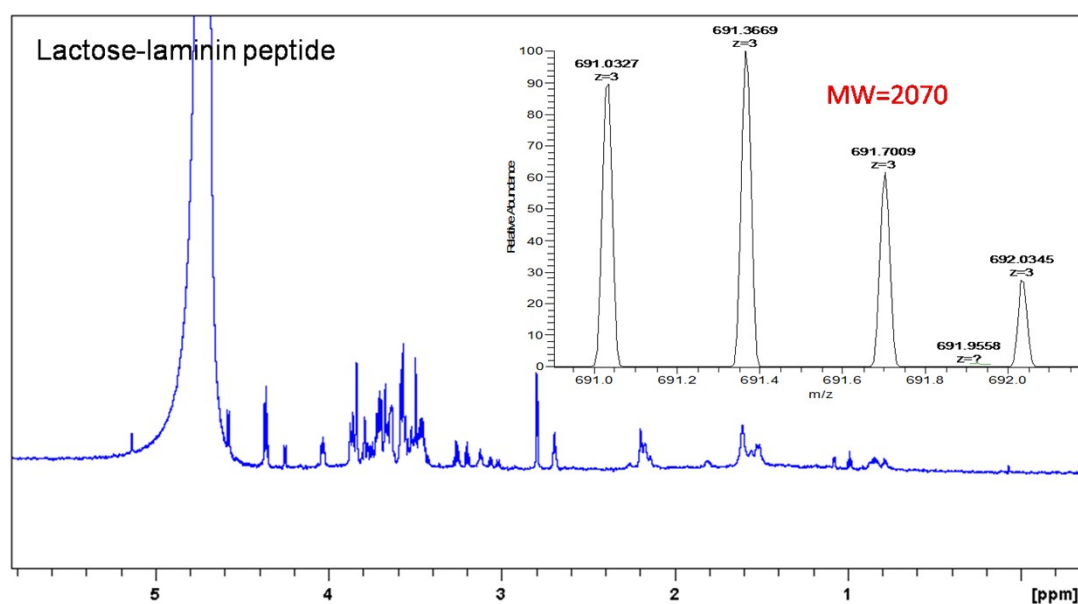 Lactose-laminin peptide
691.3669
z=3
691.0327
z=3
MW=2070
691.7009
z=3
692.0345
z=3
691.9558
z=?
Relative Abundance
100
90
80
70
60
50
40
30
20
10
0
691.0 691.2 691.4 691.6 691.8 692.0
m/z
5 4 3 2 1 [ppm]